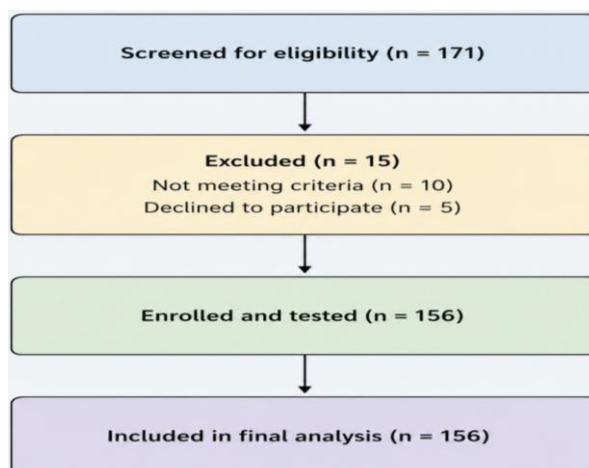 Screened for eligibility (n = 171)
Excluded (n = 15)
Not meeting criteria (n = 10)
Declined to participate (n = 5)
Enrolled and tested (n = 156)
Included in final analysis (n = 156)